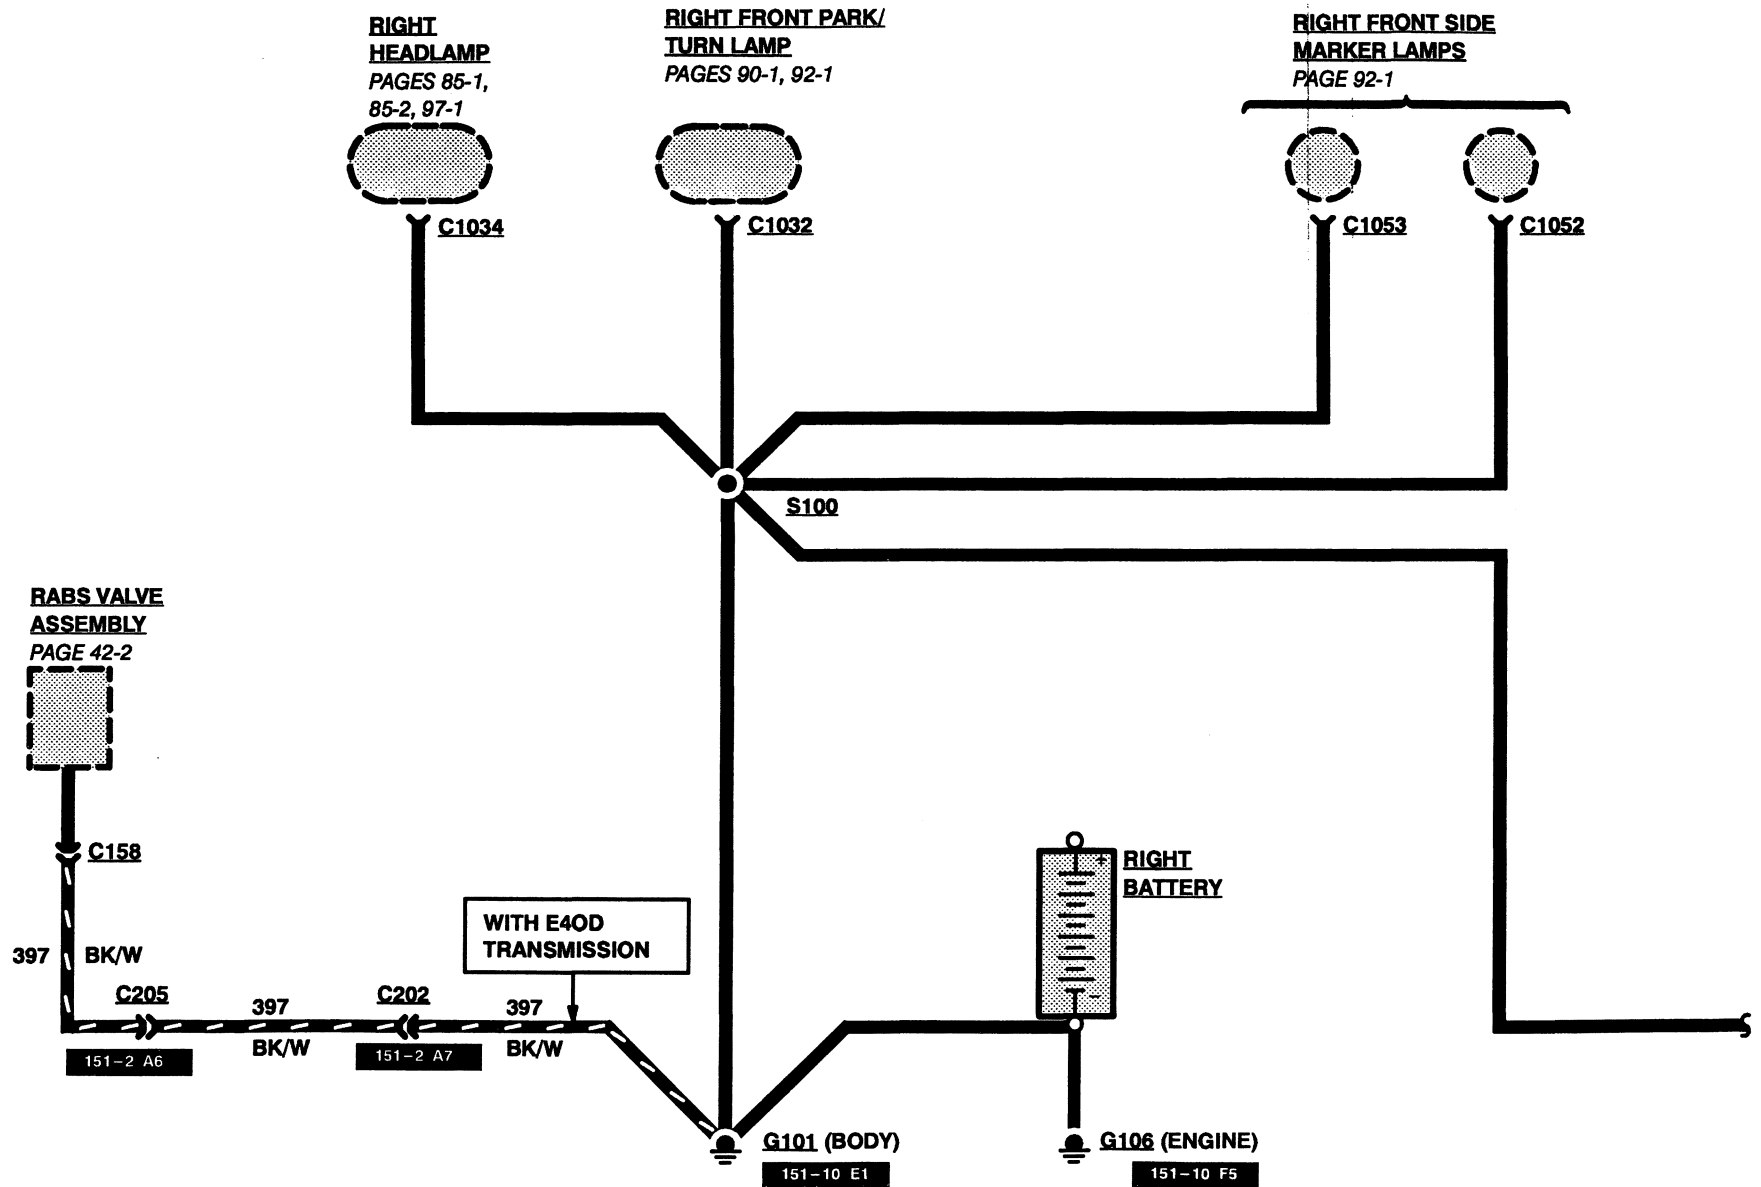 RIGHT
HEADLAMP
PAGES 85-1,
85-2, 97-1
RIGHT FRONT PARK/
TURN LAMP
PAGES 90-1, 92-1
RIGHT FRONT SIDE
MARKER LAMPS
PAGE 92-1
C1034
C1032
C1053
C1052
S100
RABS VALVE
ASSEMBLY
PAGE 42-2
C158
397 BK/W
C205
151-2 A6
397
BK/W
C202
151-2 A7
397
BK/W
WITH E4OD
TRANSMISSION
+
-
RIGHT
BATTERY
G101 (BODY)
151-10 E1
G106 (ENGINE)
151-10 F5